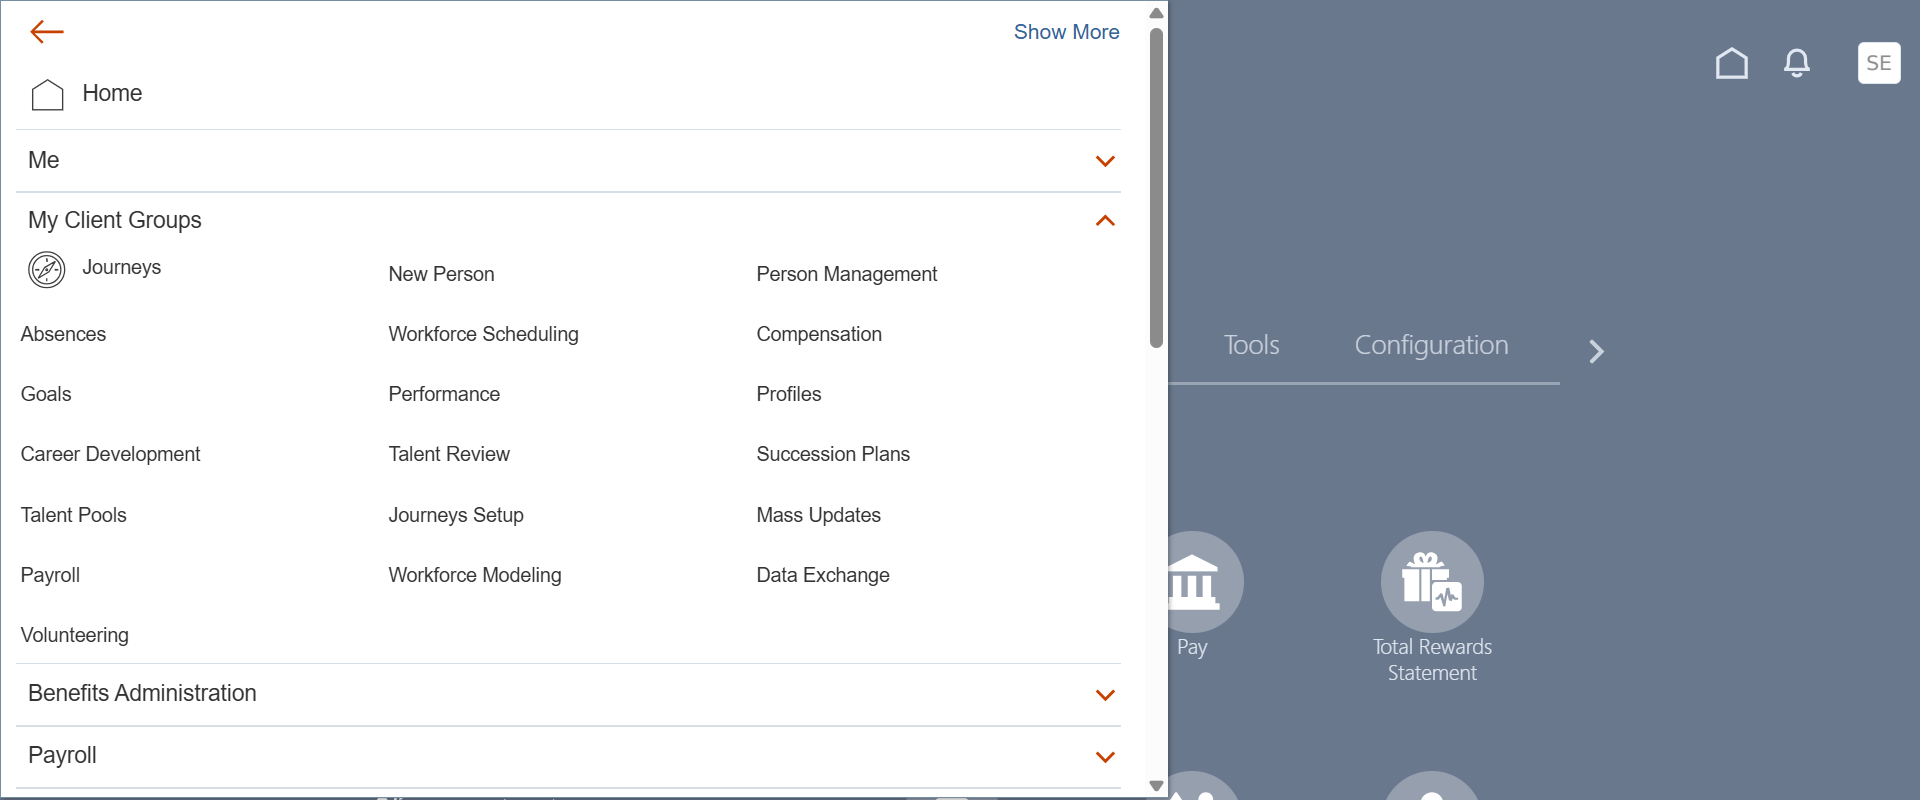 Show More
Home
Me
My Client Groups
Journeys
New Person
Person Management
Absences
Workforce Scheduling
Compensation
Goals
Performance
Profiles
Career Development
Talent Review
Succession Plans
Talent Pools
Journeys Setup
Mass Updates
Payroll
Workforce Modeling
Data Exchange
Volunteering
Benefits Administration
Payroll
SE
Tools
Configuration
Pay
Total Rewards
Statement